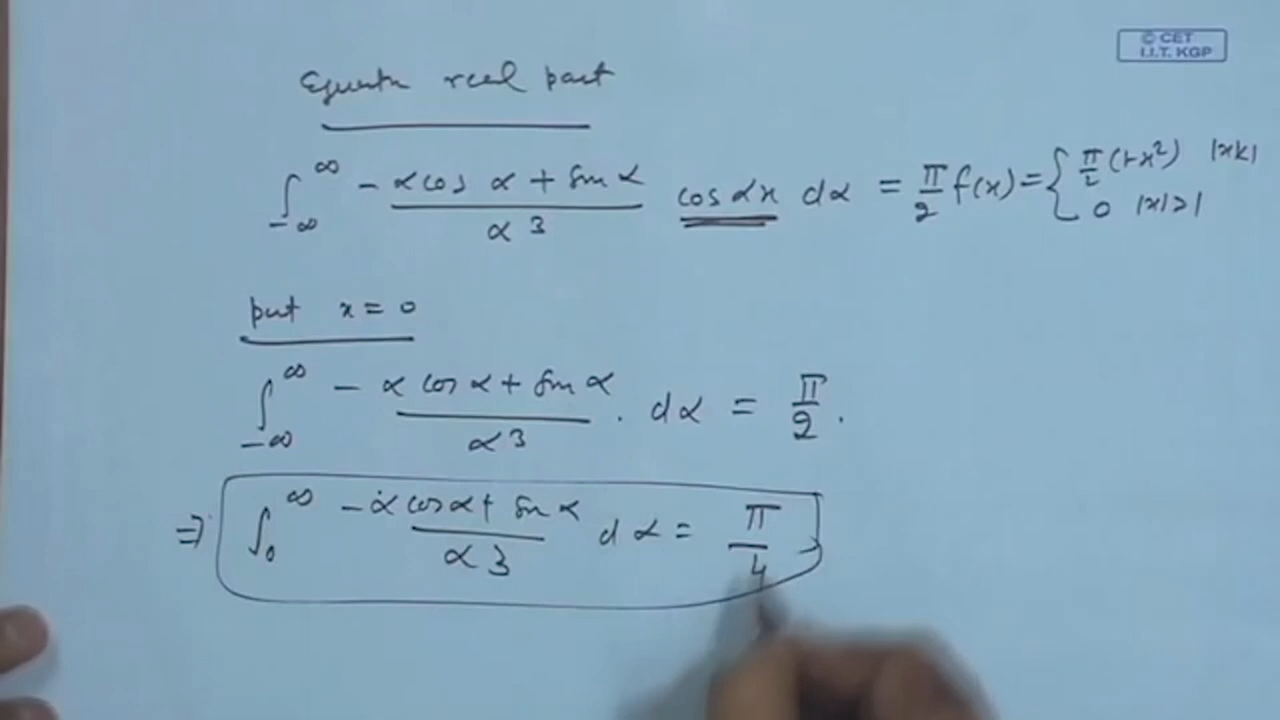 © CET
I.I.T. KGP
Equatn real part
∫_{-∞}^{∞} (-α cos α + Sin α)/α³ cos αx dα = π/2 f(x) = { π/2 (1-x²) |x|<1
0 |x|>1
put x = 0
∫_{-∞}^{∞} (-α cos α + Sin α)/α³ . dα = π/2 .
⇒ ∫_0^∞ (-α cos α + Sin α)/α³ dα = π/4